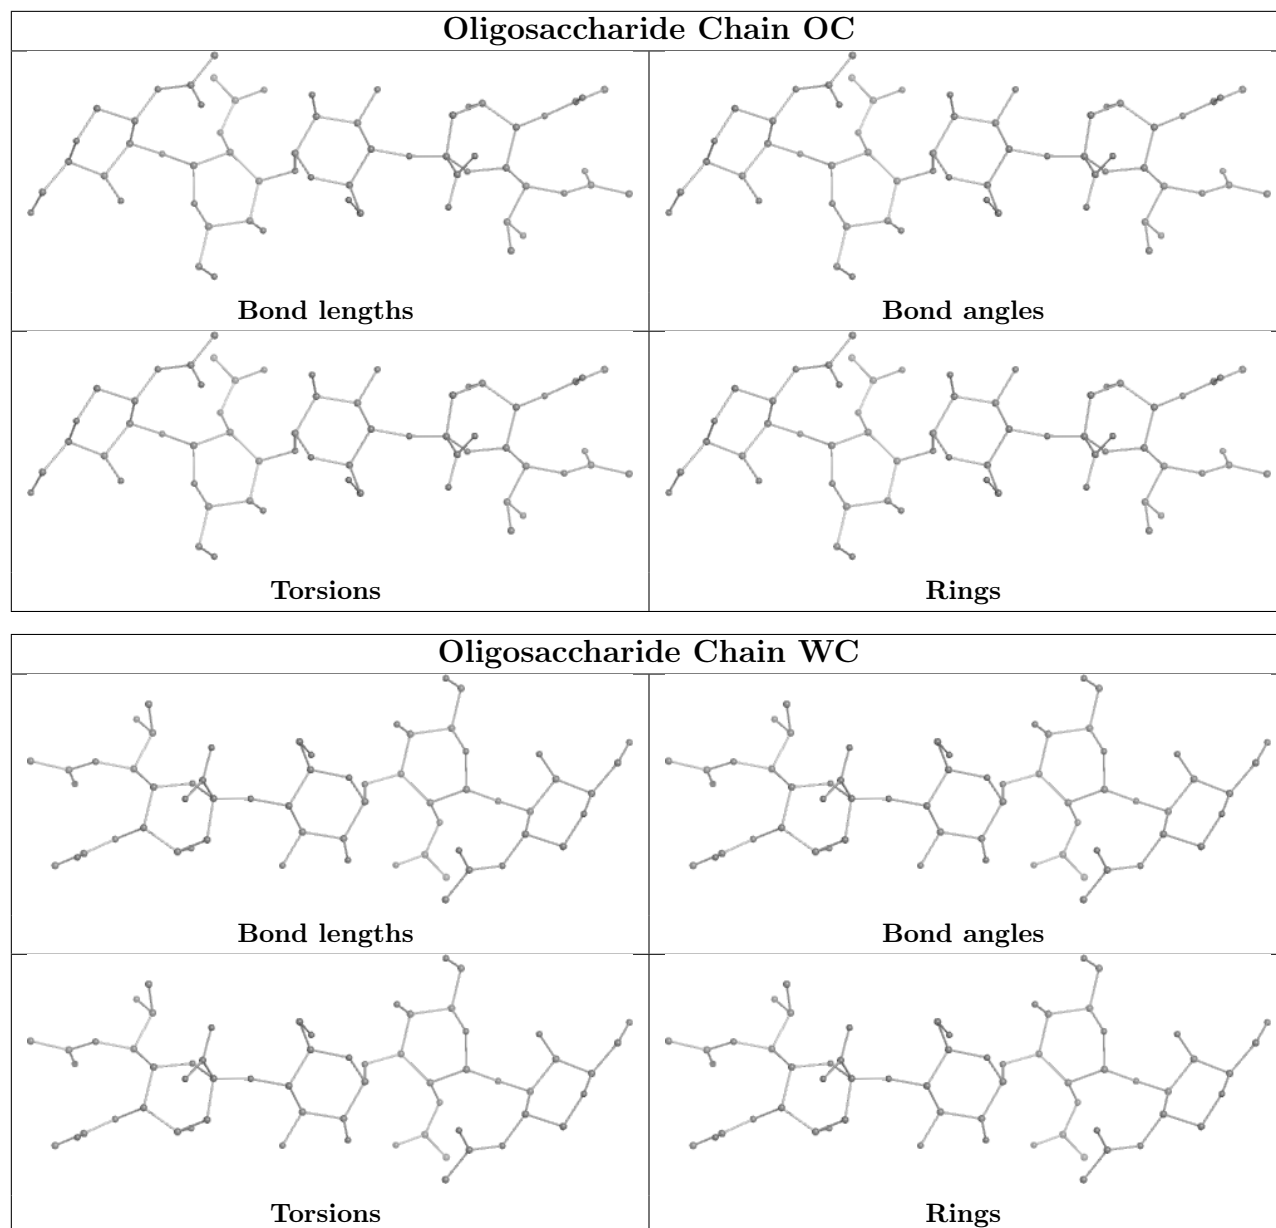 Oligosaccharide Chain OC
Bond lengths
Bond angles
Torsions
Rings
Oligosaccharide Chain WC
Bond lengths
Bond angles
Torsions
Rings